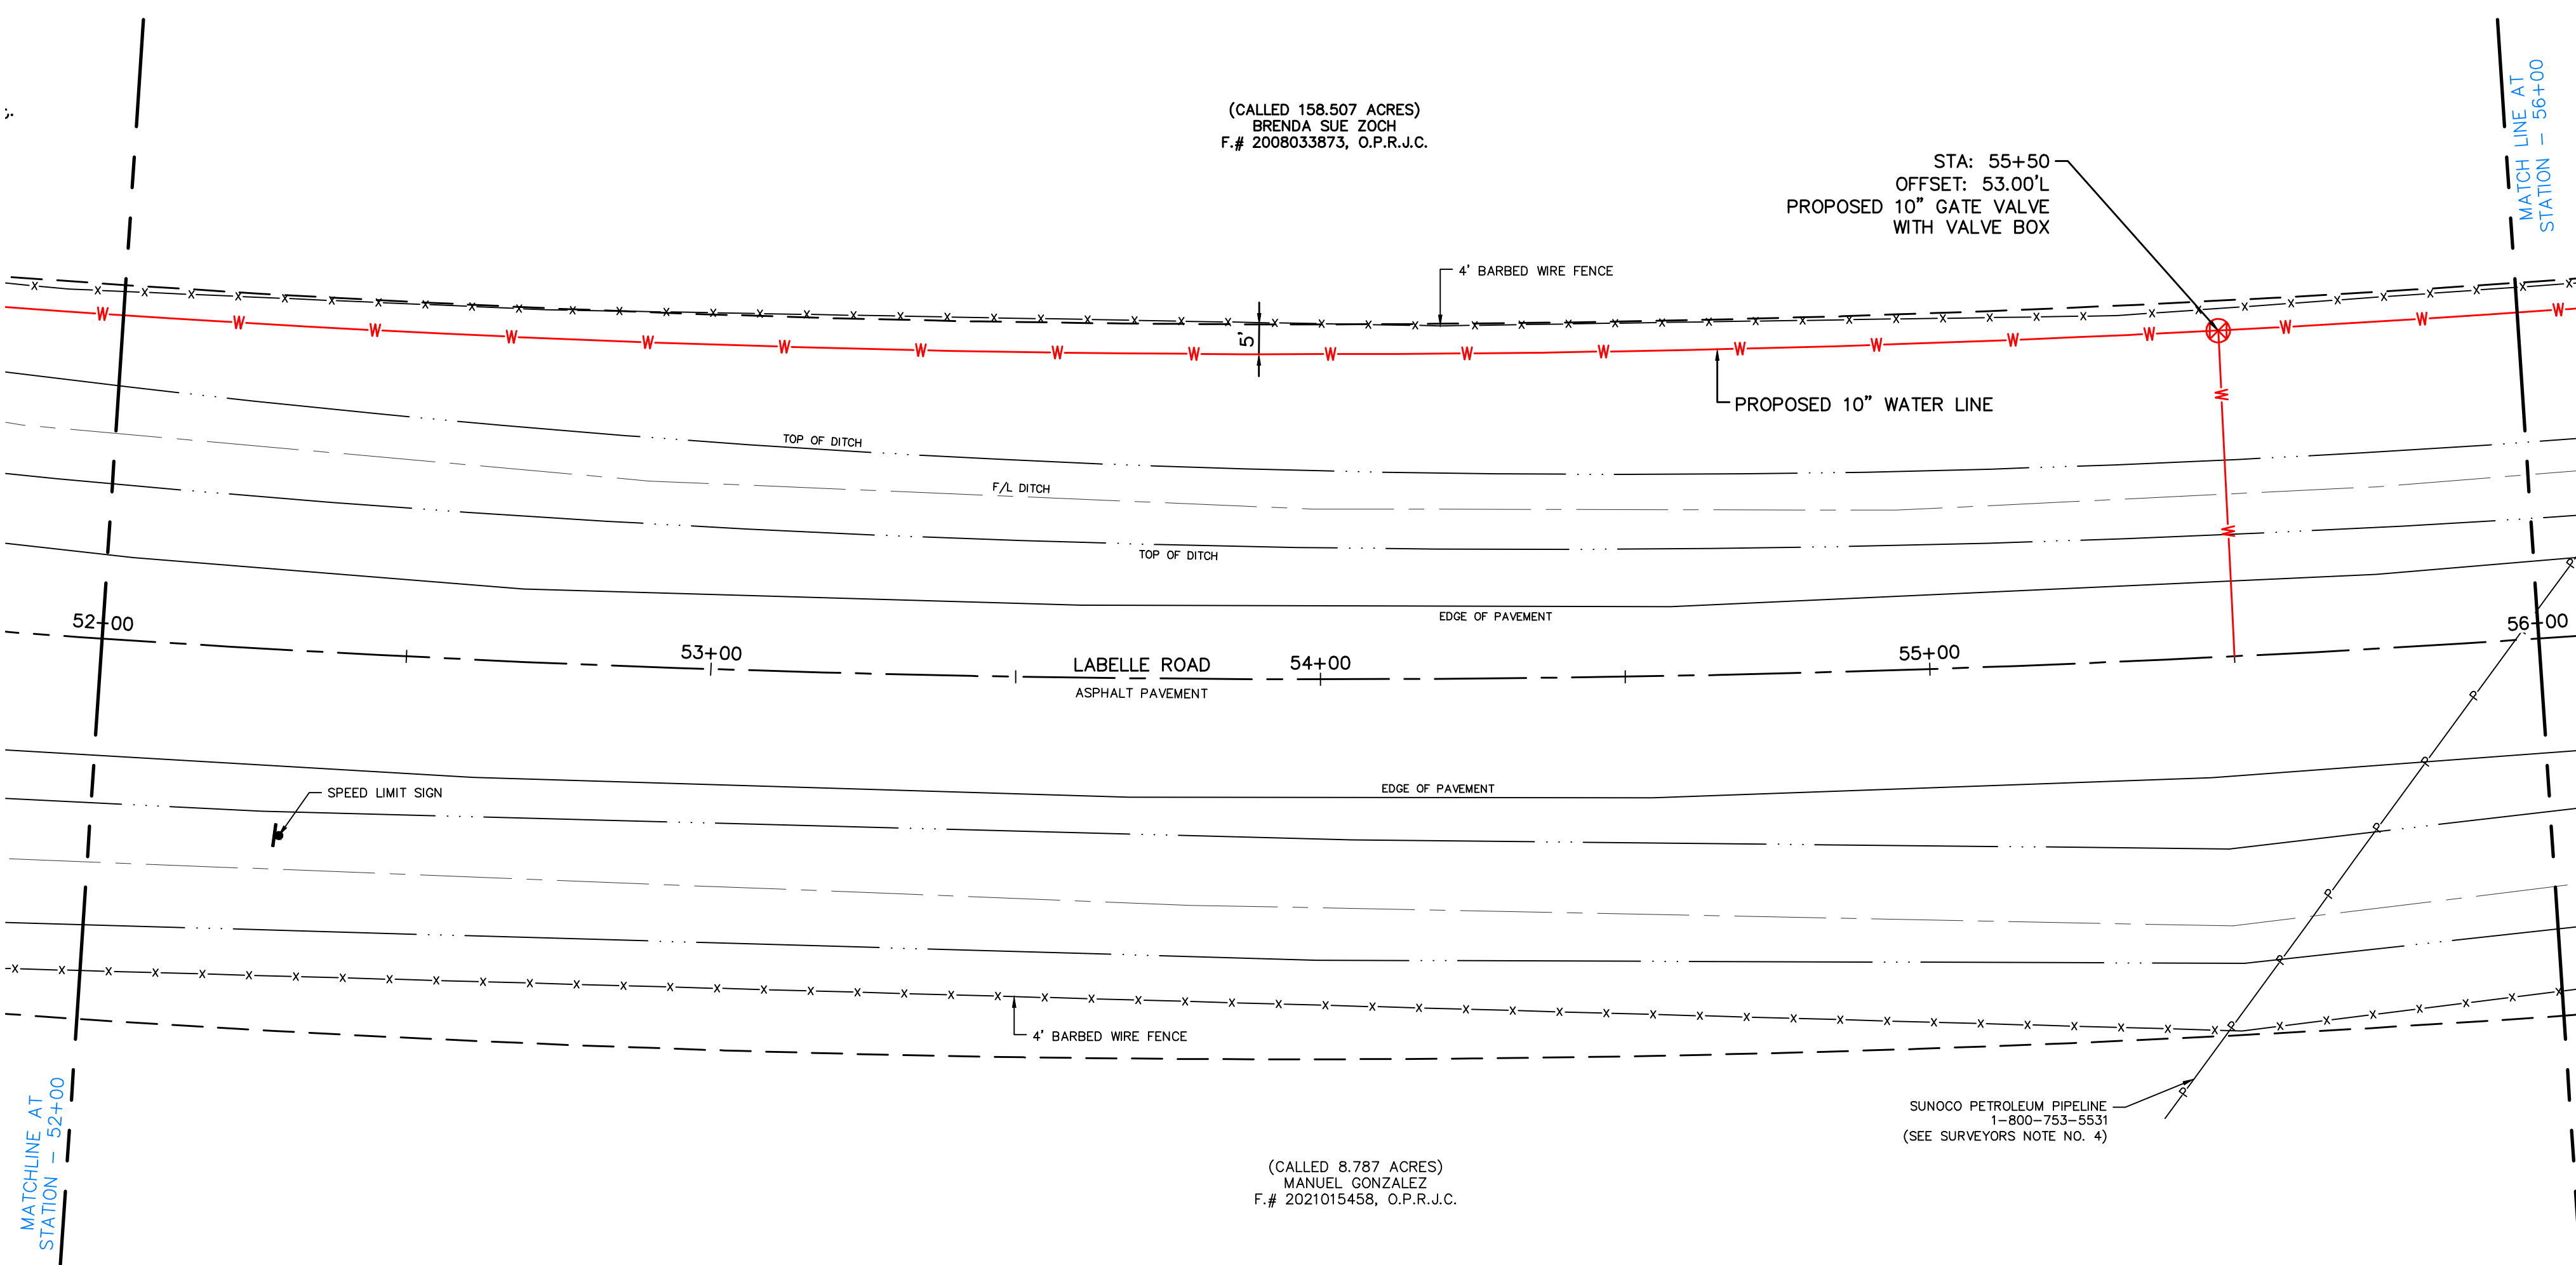 (CALLED 158.507 ACRES)
BRENDA SUE ZOCH
F.# 2008033873, O.P.R.J.C.
MATCH LINE AT
STATION – 56+00
STA: 55+50
OFFSET: 53.00'L
PROPOSED 10" GATE VALVE
WITH VALVE BOX
4' BARBED WIRE FENCE
5'
PROPOSED 10" WATER LINE
TOP OF DITCH
F/L DITCH
TOP OF DITCH
EDGE OF PAVEMENT
52+00
53+00
LABELLE ROAD
54+00
55+00
56+00
ASPHALT PAVEMENT
SPEED LIMIT SIGN
EDGE OF PAVEMENT
4' BARBED WIRE FENCE
MATCHLINE AT
STATION – 52+00
SUNOCO PETROLEUM PIPELINE
1-800-753-5531
(SEE SURVEYORS NOTE NO. 4)
(CALLED 8.787 ACRES)
MANUEL GONZALEZ
F.# 2021015458, O.P.R.J.C.